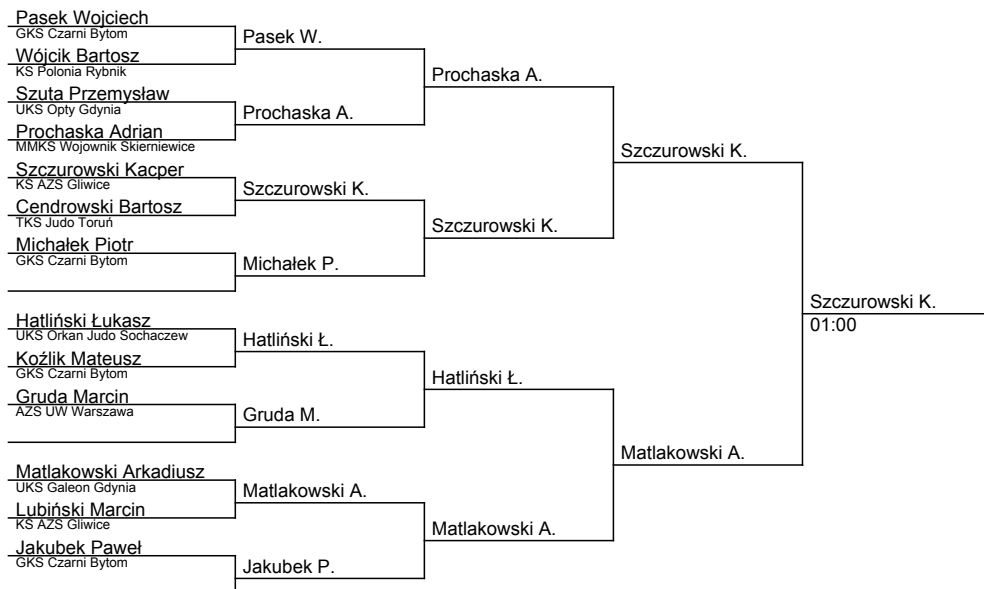 Pasek Wojciech
GKS Czarni Bytom
Pasek W.
Wójcik Bartosz
KS Polonia Rybnik
Prochaska A.
Szuta Przemysław
UKS Opty Gdynia
Prochaska A.
Prochaska Adrian
MMKS Wojownik Skierniewice
Szczurowski K.
Szczurowski Kacper
KS AZS Gliwice
Szczurowski K.
Cendrowski Bartosz
TKS Judo Toruń
Szczurowski K.
Michałek Piotr
GKS Czarni Bytom
Michałek P.
Szczurowski K.
01:00
Hatliński Łukasz
UKS Orkan Judo Sochaczew
Hatliński Ł.
Koźlik Mateusz
GKS Czarni Bytom
Hatliński Ł.
Gruda Marcin
AZS UW Warszawa
Gruda M.
Matlakowski A.
Matlakowski Arkadiusz
UKS Galeon Gdynia
Matlakowski A.
Lubiński Marcin
KS AZS Gliwice
Matlakowski A.
Jakubek Paweł
GKS Czarni Bytom
Jakubek P.